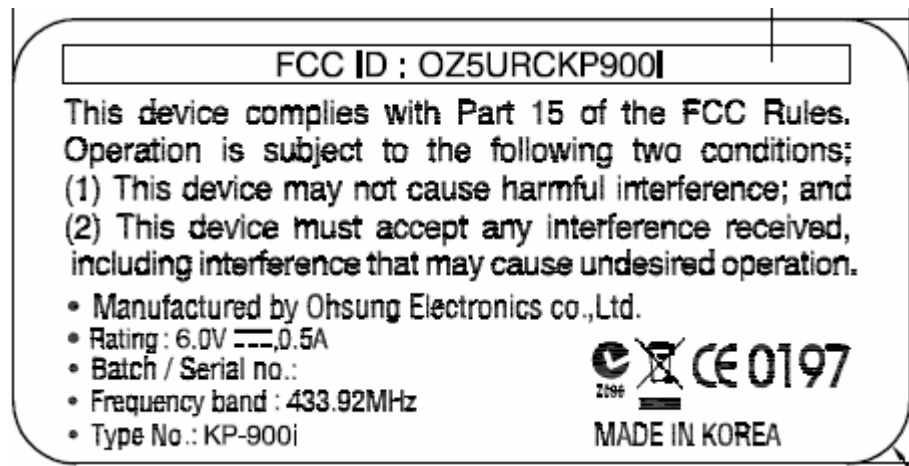 FCC ID : OZ5URCKP900I
This device complies with Part 15 of the FCC Rules.
Operation is subject to the following two conditions;
(1) This device may not cause harmful interference; and
(2) This device must accept any interference received,
including interference that may cause undesired operation.
• Manufactured by Ohsung Electronics co.,Ltd.
• Rating : 6.0V ⎓,0.5A
• Batch / Serial no.:
• Frequency band : 433.92MHz
• Type No.: KP-900i
CE 0197
MADE IN KOREA